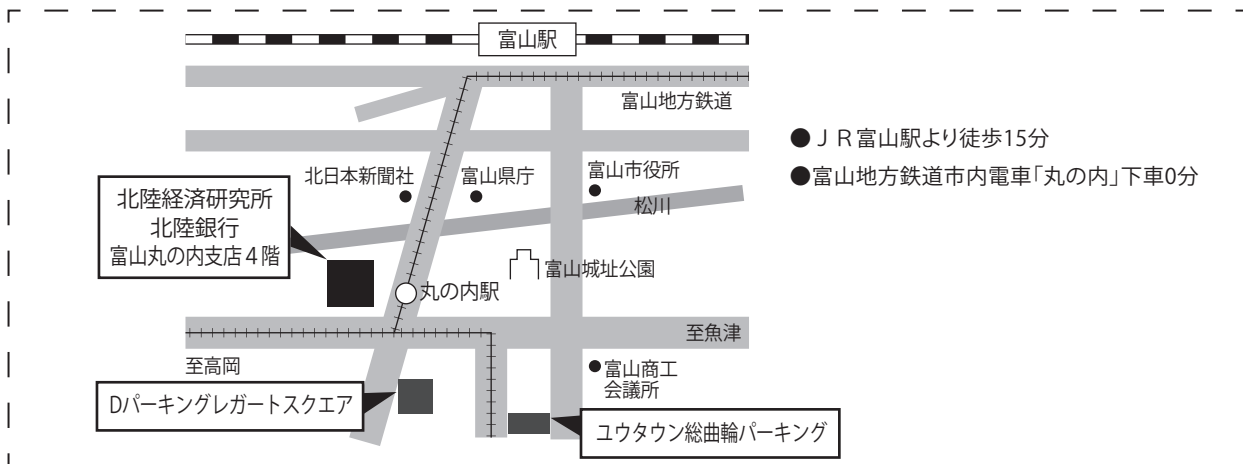 富山駅
富山地方鉄道
●ＪＲ富山駅より徒歩15分
●富山地方鉄道市内電車｢丸の内｣下車0分
北日本新聞社
富山県庁
富山市役所
松川
北陸経済研究所
北陸銀行
富山丸の内支店４階
富山城址公園
丸の内駅
至魚津
至高岡
富山商工
会議所
Dパーキングレガートスクエア
ユウタウン総曲輪パーキング